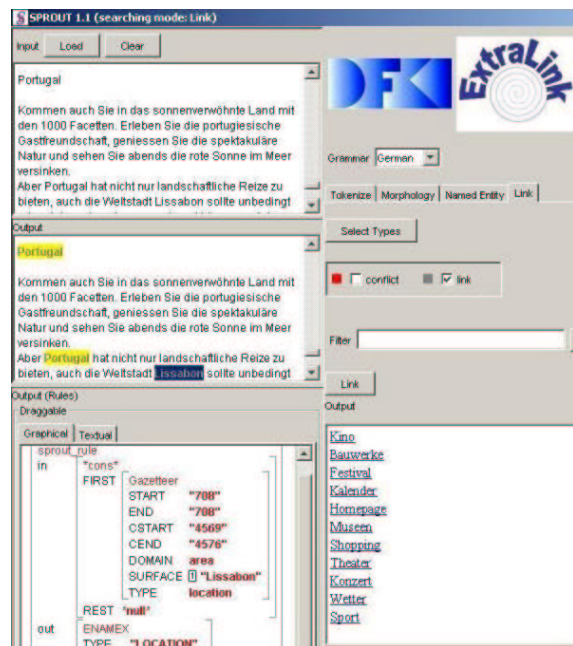 SPROUT 1.1 (searching mode: Link)
Input Load Clear
Portugal
Kommen auch Sie in das sonnenverwöhnte Land mit
den 1000 Facetten. Erleben Sie die portugiesische
Gastfreundschaft, geniessen Sie die spektakuläre
Natur und sehen Sie abends die rote Sonne im Meer
versinken.
Aber Portugal hat nicht nur landschaftliche Reize zu
bieten, auch die Weltstadt Lissabon sollte unbedingt
Output
Portugal
Kommen auch Sie in das sonnenverwöhnte Land mit
den 1000 Facetten. Erleben Sie die portugiesische
Gastfreundschaft, geniessen Sie die spektakuläre
Natur und sehen Sie abends die rote Sonne im Meer
versinken.
Aber Portugal hat nicht nur landschaftliche Reize zu
bieten, auch die Weltstadt Lissabon sollte unbedingt
Output (Rules)
Draggable
Graphical Textual
sprout_rule
in *cons*
FIRST Gazetteer
START "708"
END "708"
CSTART "4569"
CEND "4576"
DOMAIN area
SURFACE 1 "Lissabon"
TYPE location
REST *null*
out ENAMEX
TYPE "LOCATION"
DFKI
ExtraLink
Grammar German
Tokenize Morphology Named Entity Link
Select Types
conflict link
Filter
Link
Output
Kino
Bauwerke
Festival
Kalender
Homepage
Museen
Shopping
Theater
Konzert
Wetter
Sport